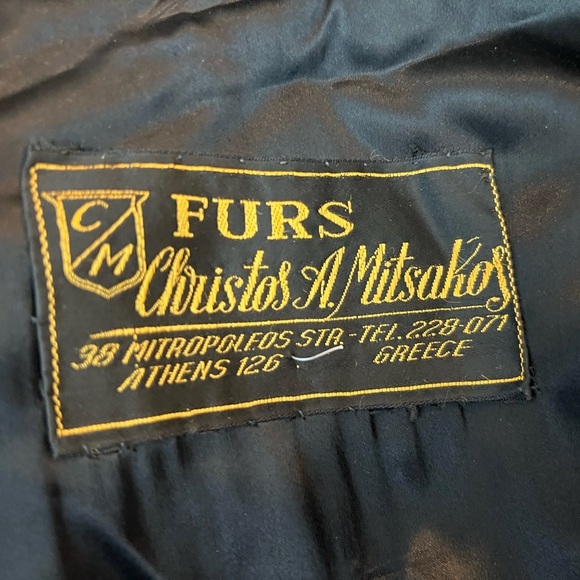 C/M
FURS
Christos A. Mitsakos
38 MITROPOLEOS STR. - TEL. 228-071
ATHENS 126 GREECE